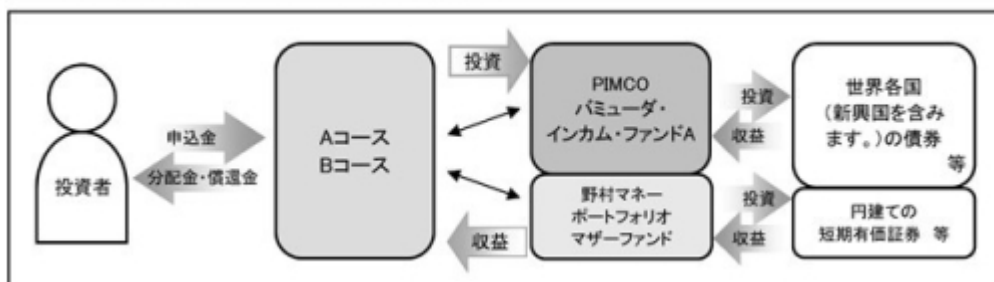 投資者
申込金
分配金・償還金
Aコース
Bコース
投資
収益
PIMCO
バミューダ・
インカム・ファンドA
野村マネー
ポートフォリオ
マザーファンド
投資
収益
投資
収益
世界各国
(新興国を含み
ます。)の債券
等
円建ての
短期有価証券 等